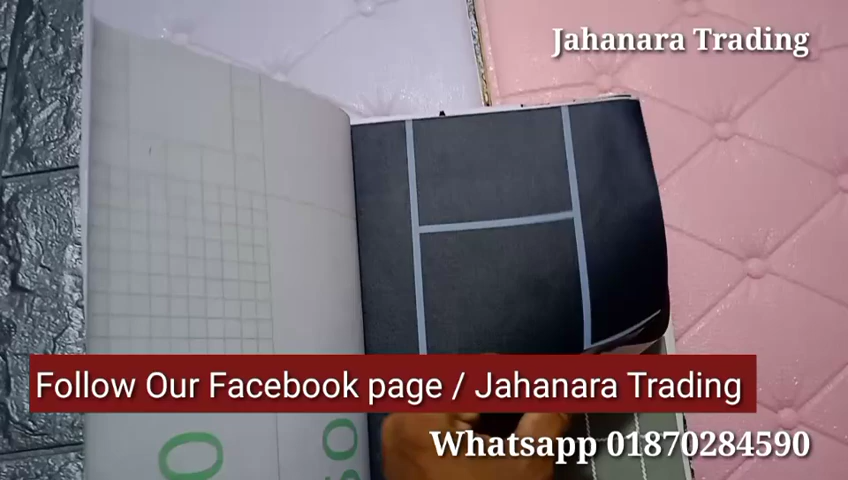 Jahanara Trading
Follow Our Facebook page / Jahanara Trading
Whatsapp 01870284590